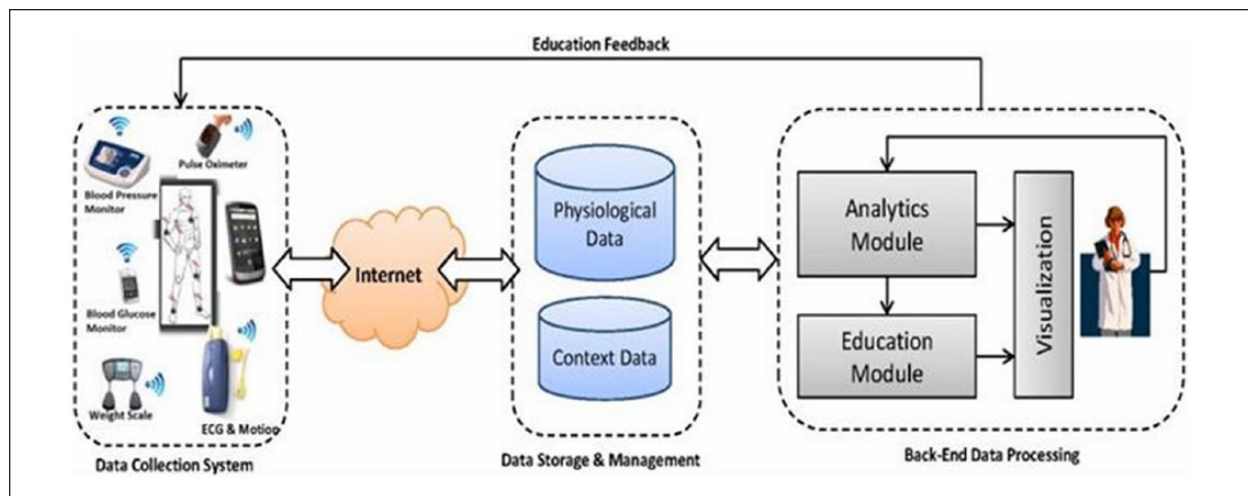 Education Feedback
Pulse Oximeter
Blood Pressure
Monitor
Blood Glucose
Monitor
Weight Scale
ECG & Motion
Data Collection System
Internet
Physiological
Data
Context Data
Data Storage & Management
Analytics
Module
Education
Module
Visualization
Back-End Data Processing